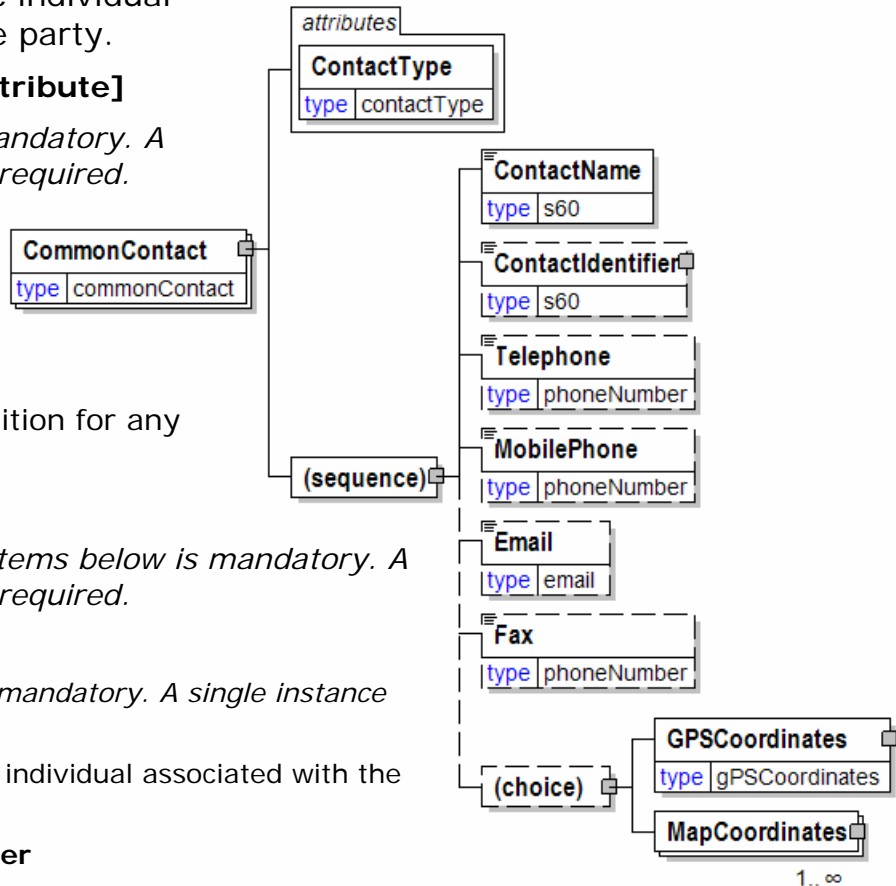 e individual
e party.
tribute]
andatory. A
required.
ition for any
tems below is mandatory. A
required.
mandatory. A single instance
individual associated with the
er
attributes
ContactType
type contactType
CommonContact
type commonContact
(sequence)
ContactName
type s60
ContactIdentifier
type s60
Telephone
type phoneNumber
MobilePhone
type phoneNumber
Email
type email
Fax
type phoneNumber
(choice)
GPSCoordinates
type gPSCoordinates
MapCoordinates
1..∞